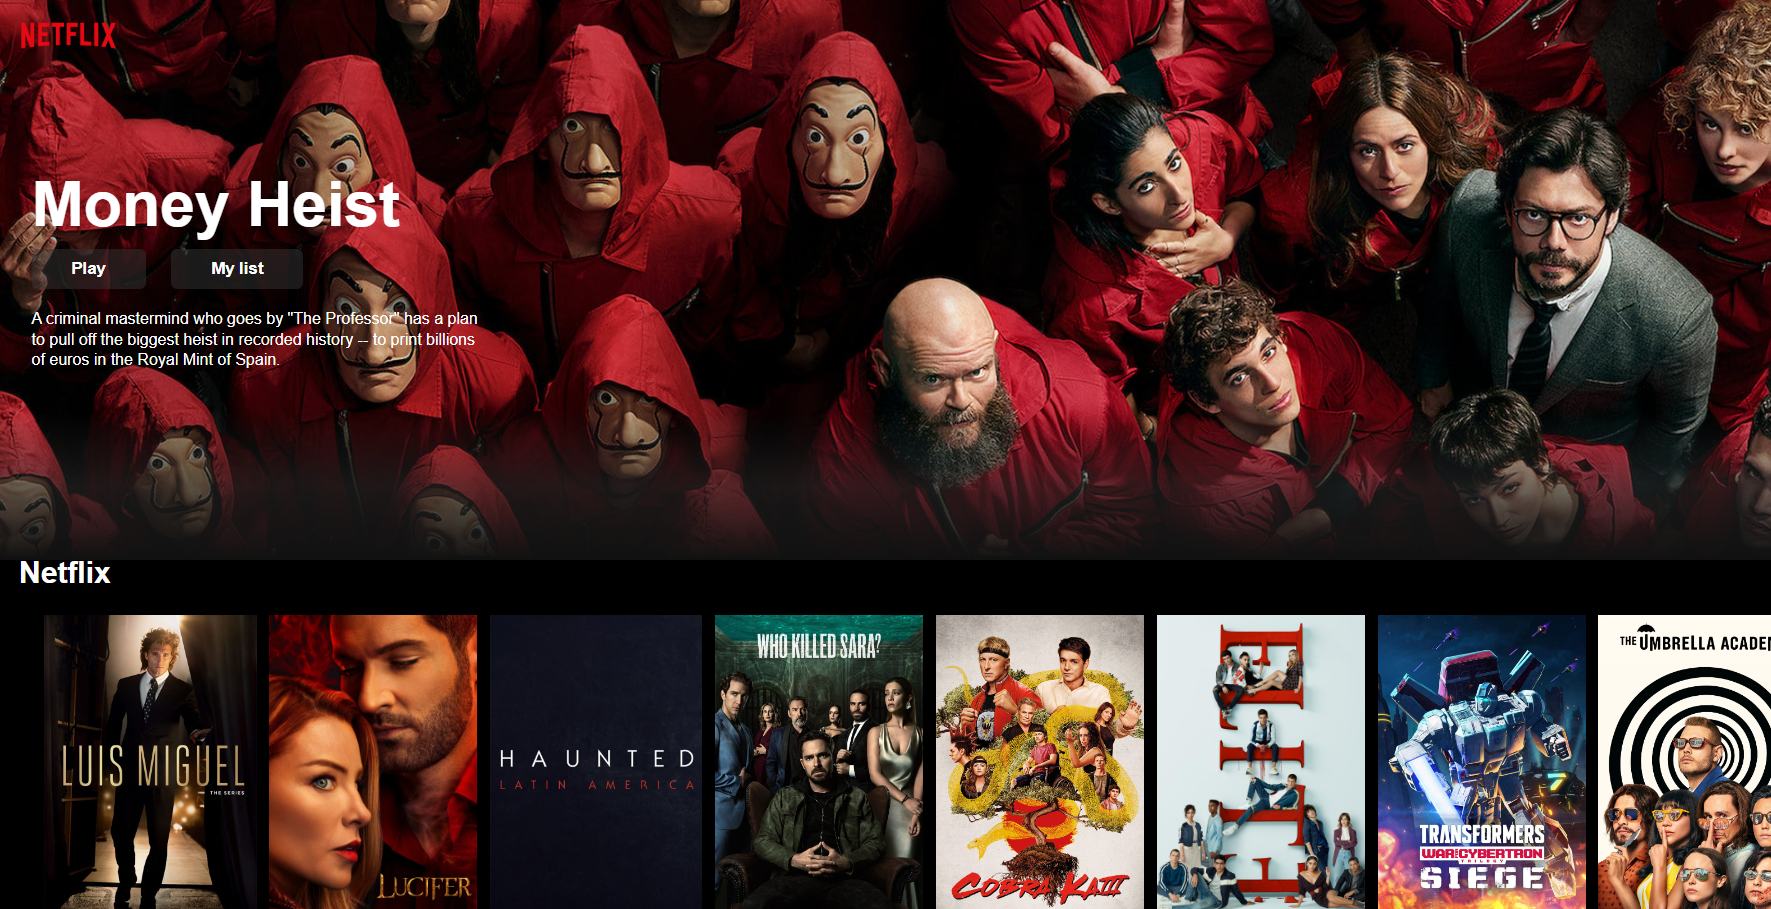 NETFLIX
Money Heist
Play
My list
A criminal mastermind who goes by "The Professor" has a plan
to pull off the biggest heist in recorded history -- to print billions
of euros in the Royal Mint of Spain.
Netflix
LUIS MIGUEL
THE SERIES
LUCIFER
HAUNTED
LATIN AMERICA
WHO KILLED SARA?
COBRA KAI III
ELITE
TRANSFORMERS
WAR FOR CYBERTRON
TRILOGY
SIEGE
THE UMBRELLA ACADEM